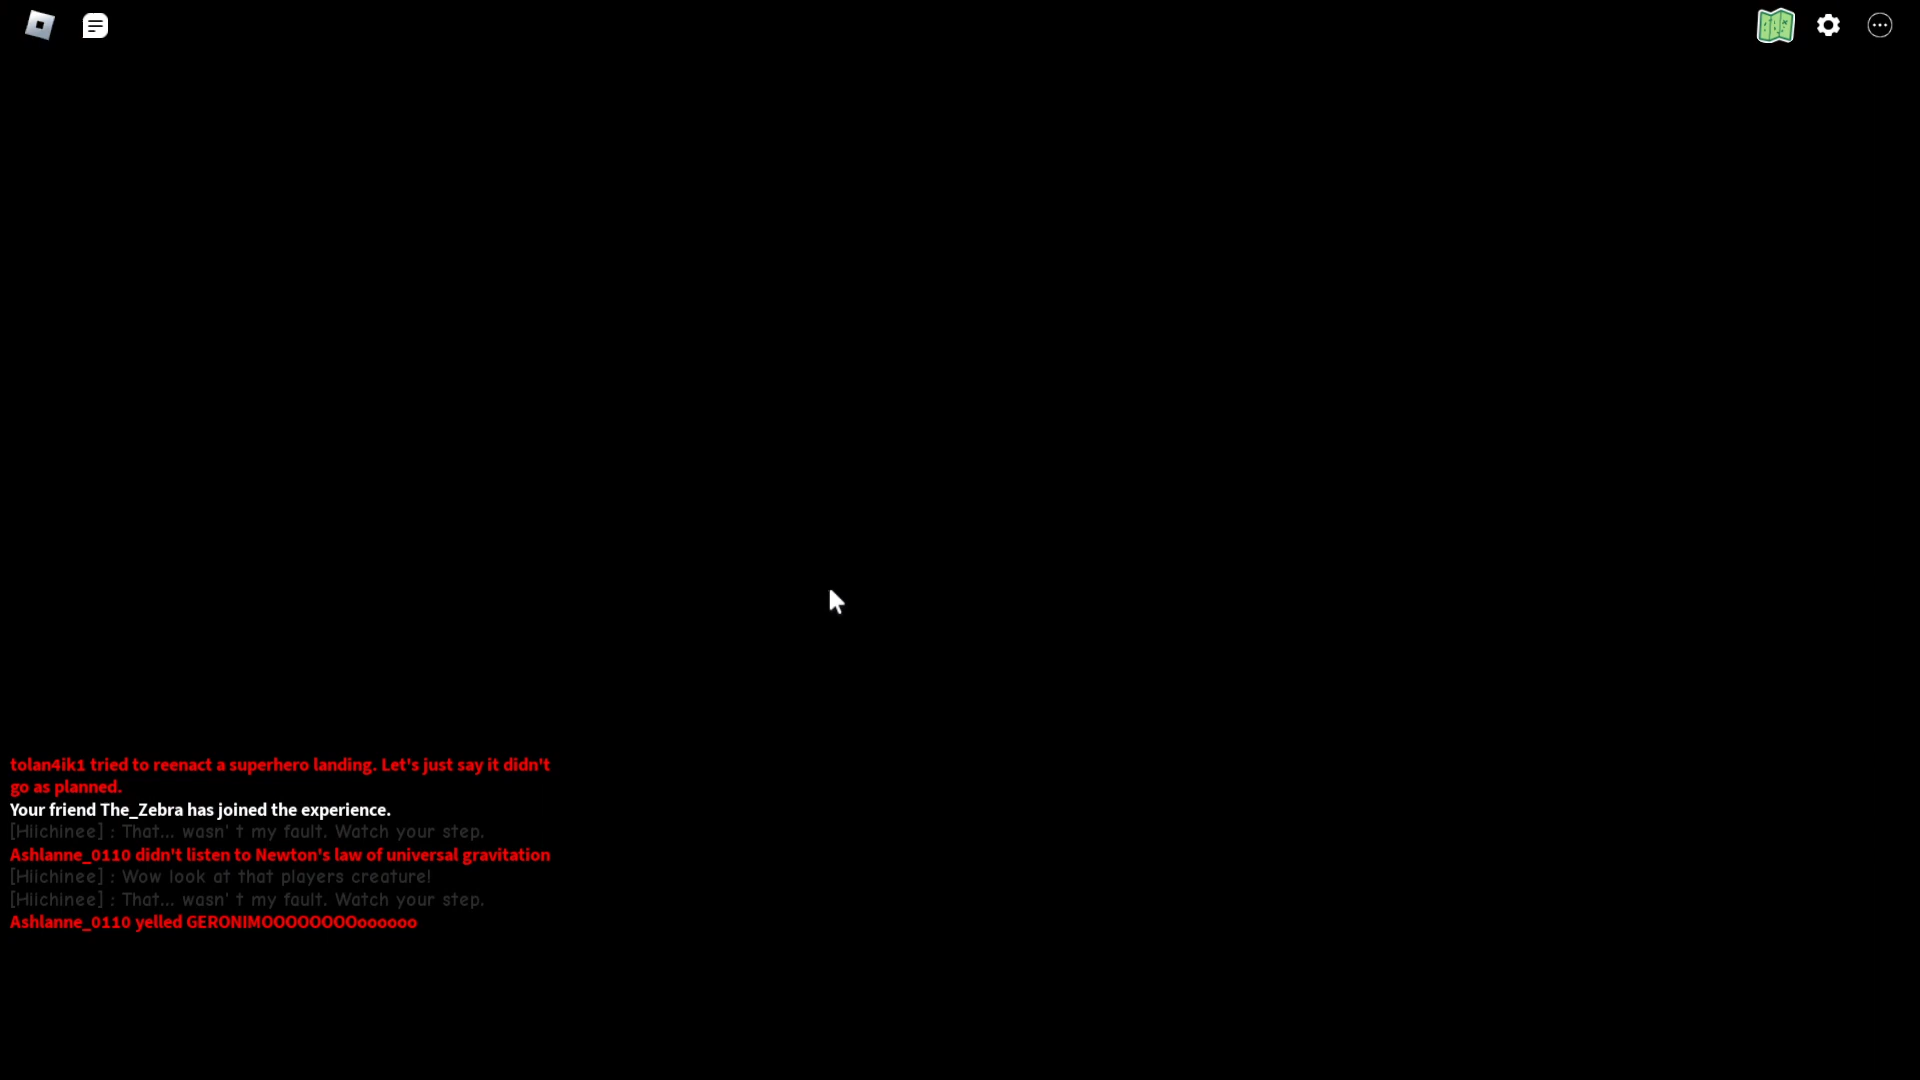 tolan4ik1 tried to reenact a superhero landing. Let's just say it didn't
go as planned.
Your friend The_Zebra has joined the experience.
[Hiichinee] : That... wasn' t my fault. Watch your step.
Ashlanne_0110 didn't listen to Newton's law of universal gravitation
[Hiichinee] : Wow look at that players creature!
[Hiichinee] : That... wasn' t my fault. Watch your step.
Ashlanne_0110 yelled GERONIMOOOOOOOOoooooo